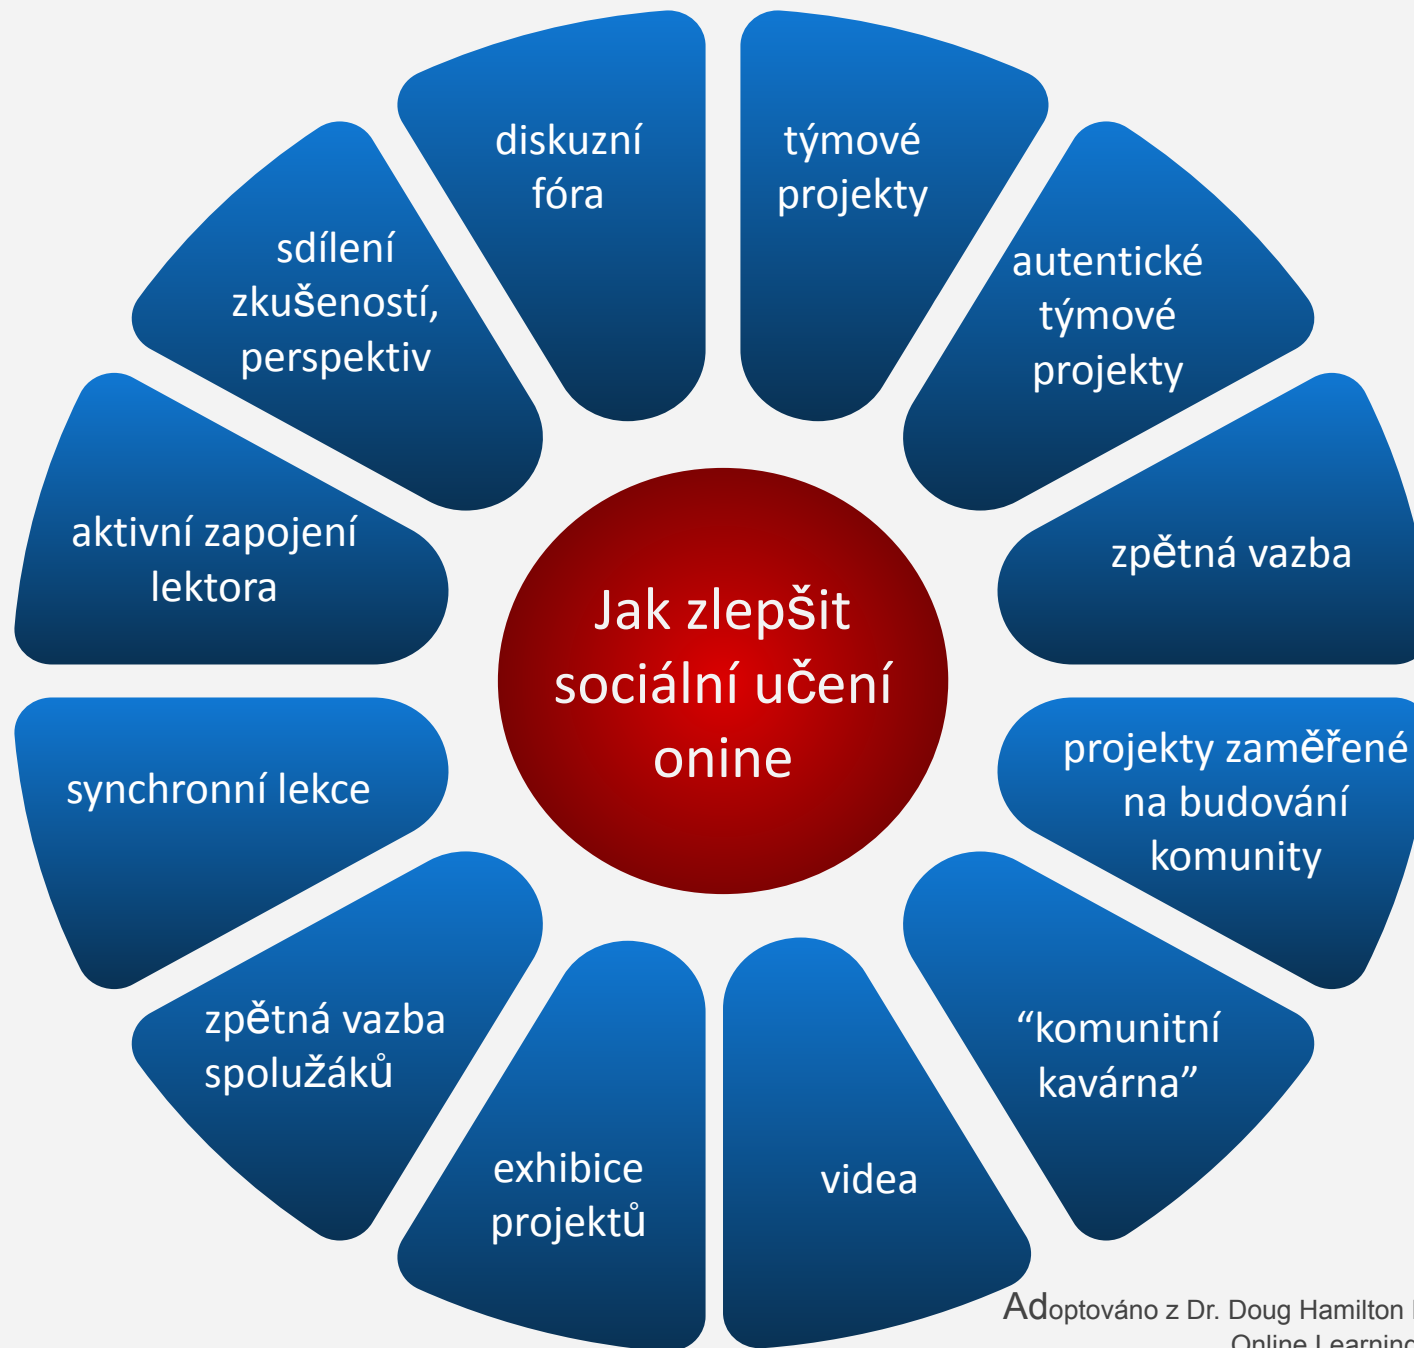 diskuzní
fóra
týmové
projekty
autentické
týmové
projekty
zpětná vazba
projekty zaměřené
na budování
komunity
“komunitní
kavárna”
videa
exhibice
projektů
zpětná vazba
spolužáků
synchronní lekce
aktivní zapojení
lektora
sdílení
zkušeností,
perspektiv
Jak zlepšit
sociální učení
onine
Adoptováno z Dr. Doug Hamilton
Online Learning